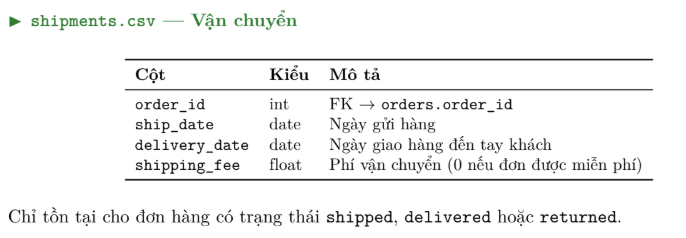 ▶ shipments.csv — Vận chuyển
Cột Kiểu Mô tả
order_id int FK → orders.order_id
ship_date date Ngày gửi hàng
delivery_date date Ngày giao hàng đến tay khách
shipping_fee float Phí vận chuyển (0 nếu đơn được miễn phí)
Chỉ tồn tại cho đơn hàng có trạng thái shipped, delivered hoặc returned.